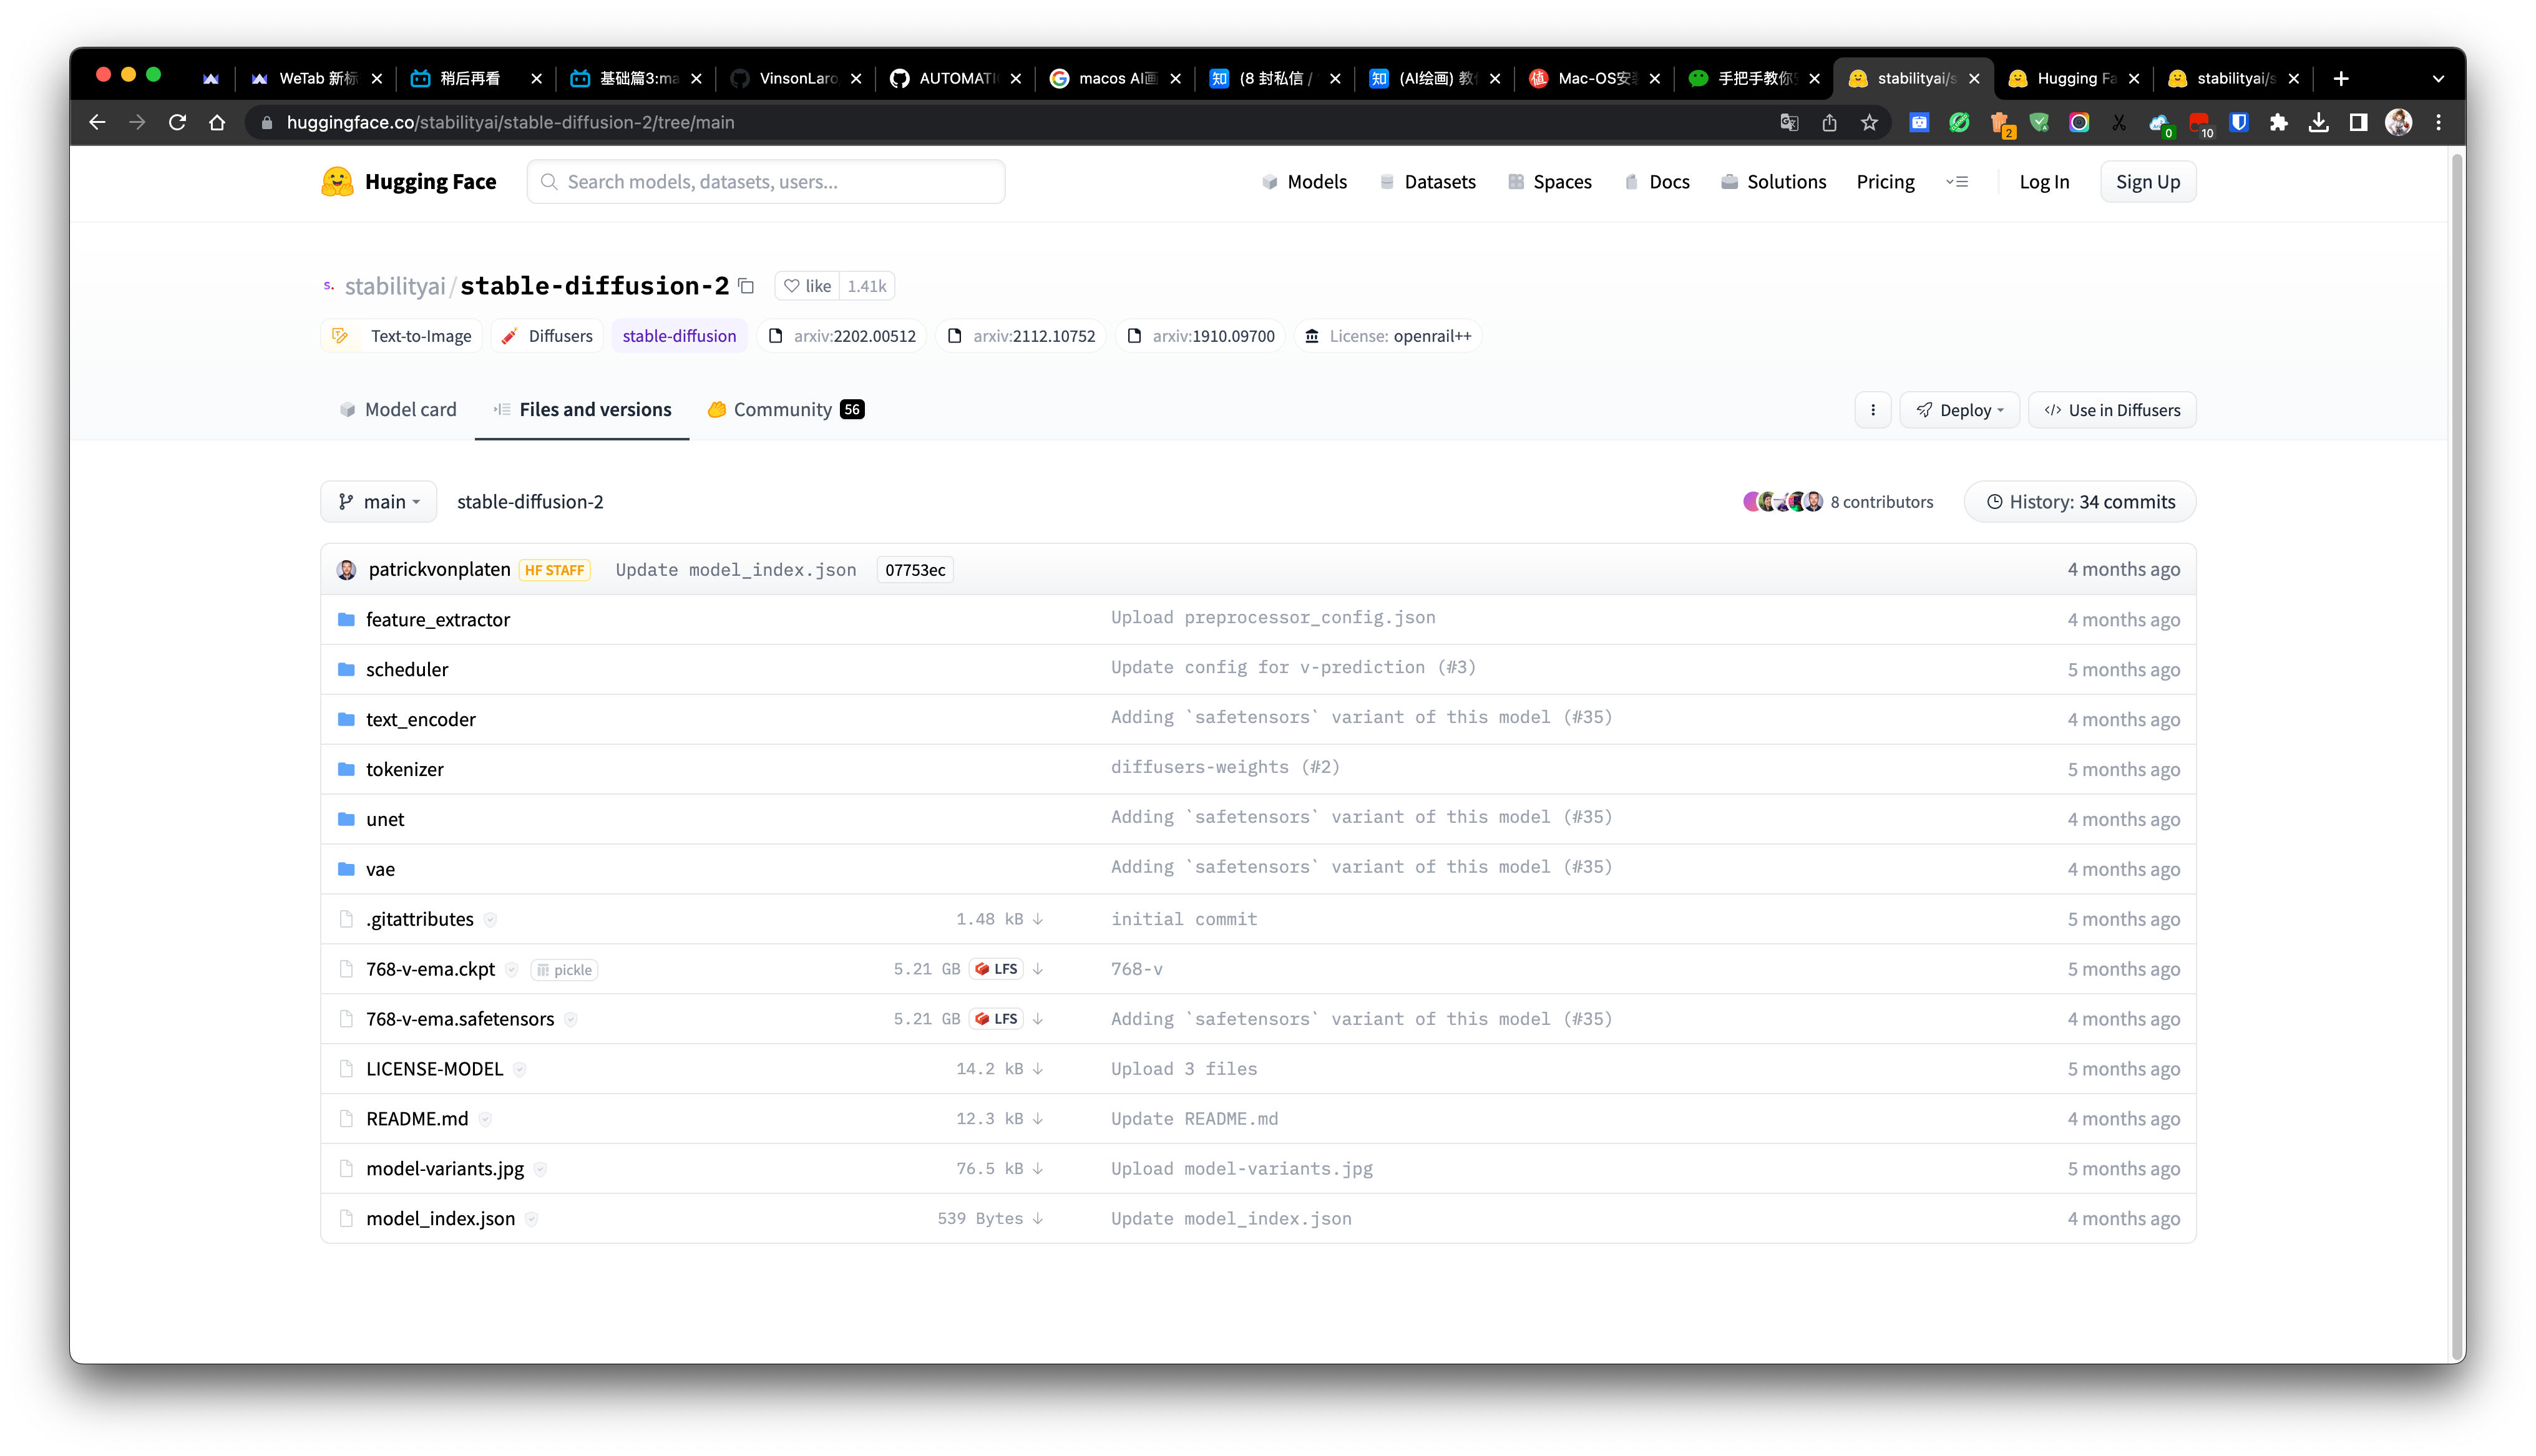 WeTab 新标 稍后再看 基础篇3:ma VinsonLaro AUTOMATI macos AI画 (8 封私信 / (AI绘画) 教 Mac-OS安 手把手教你 stabilityai/s Hugging Fa stabilityai/s
huggingface.co/stabilityai/stable-diffusion-2/tree/main 2 0 10
Hugging Face Search models, datasets, users... Models Datasets Spaces Docs Solutions Pricing Log In Sign Up
stabilityai/stable-diffusion-2 like 1.41k
Text-to-Image Diffusers stable-diffusion arxiv:2202.00512 arxiv:2112.10752 arxiv:1910.09700 License: openrail++
Model card Files and versions Community 56 Deploy Use in Diffusers
main stable-diffusion-2 8 contributors History: 34 commits
patrickvonplaten HF STAFF Update model_index.json 07753ec 4 months ago
feature_extractor Upload preprocessor_config.json 4 months ago
scheduler Update config for v-prediction (#3) 5 months ago
text_encoder Adding `safetensors` variant of this model (#35) 4 months ago
tokenizer diffusers-weights (#2) 5 months ago
unet Adding `safetensors` variant of this model (#35) 4 months ago
vae Adding `safetensors` variant of this model (#35) 4 months ago
.gitattributes 1.48 kB initial commit 5 months ago
768-v-ema.ckpt pickle 5.21 GB LFS 768-v 5 months ago
768-v-ema.safetensors 5.21 GB LFS Adding `safetensors` variant of this model (#35) 4 months ago
LICENSE-MODEL 14.2 kB Upload 3 files 5 months ago
README.md 12.3 kB Update README.md 4 months ago
model-variants.jpg 76.5 kB Upload model-variants.jpg 5 months ago
model_index.json 539 Bytes Update model_index.json 4 months ago